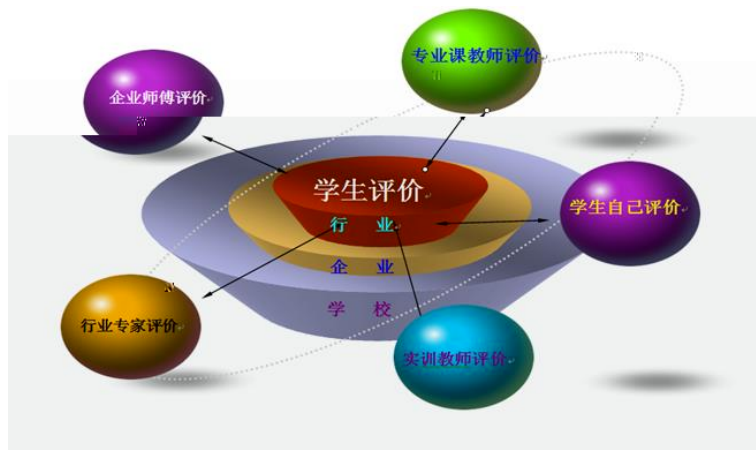 专业课教师评价
企业师傅评价
学生评价
学生自己评价
行 业
企 业
学 校
行业专家评价
实训教师评价